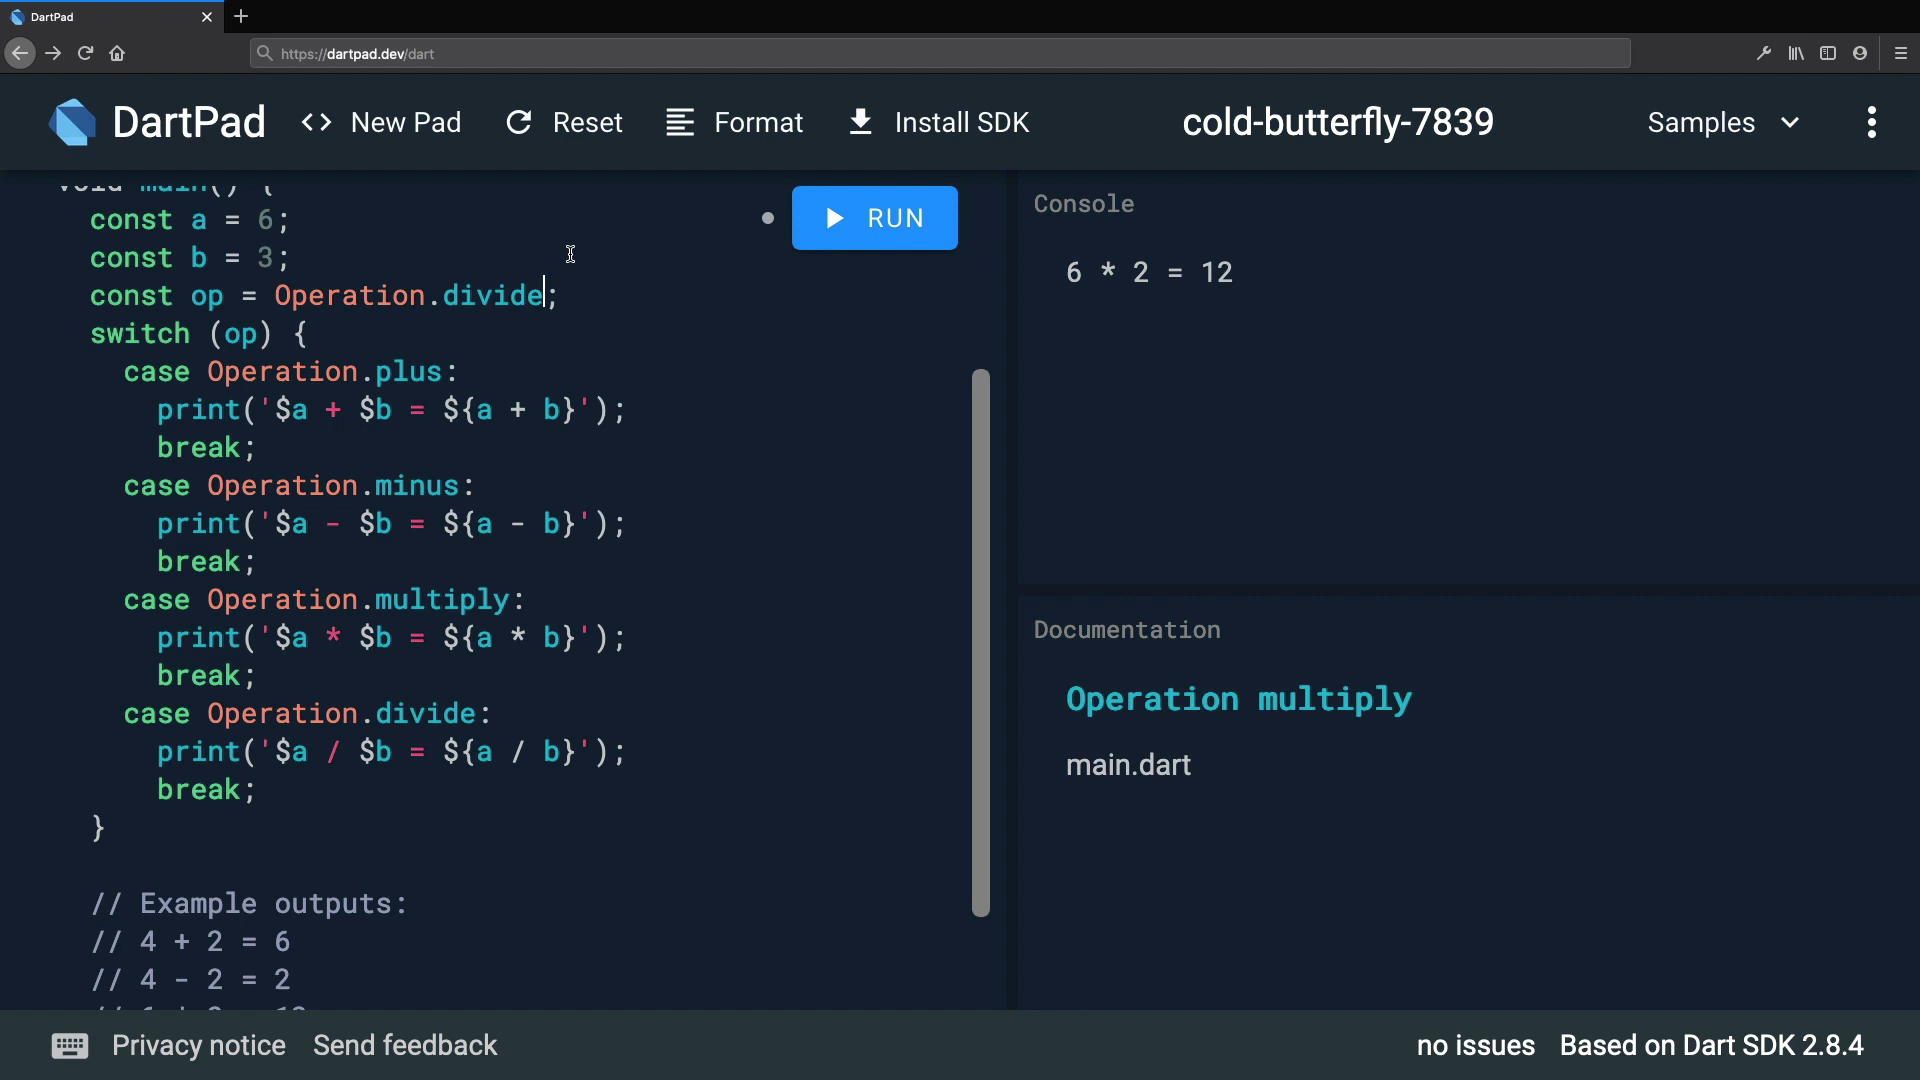 DartPad
https://dartpad.dev/dart
DartPad
New Pad
Reset
Format
Install SDK
cold-butterfly-7839
Samples
void main() {
const a = 6;
const b = 3;
const op = Operation.divide;
switch (op) {
case Operation.plus:
print('$a + $b = ${a + b}');
break;
case Operation.minus:
print('$a - $b = ${a - b}');
break;
case Operation.multiply:
print('$a * $b = ${a * b}');
break;
case Operation.divide:
print('$a / $b = ${a / b}');
break;
}
// Example outputs:
// 4 + 2 = 6
// 4 - 2 = 2
RUN
Console
6 * 2 = 12
Documentation
Operation multiply
main.dart
Privacy notice
Send feedback
no issues
Based on Dart SDK 2.8.4